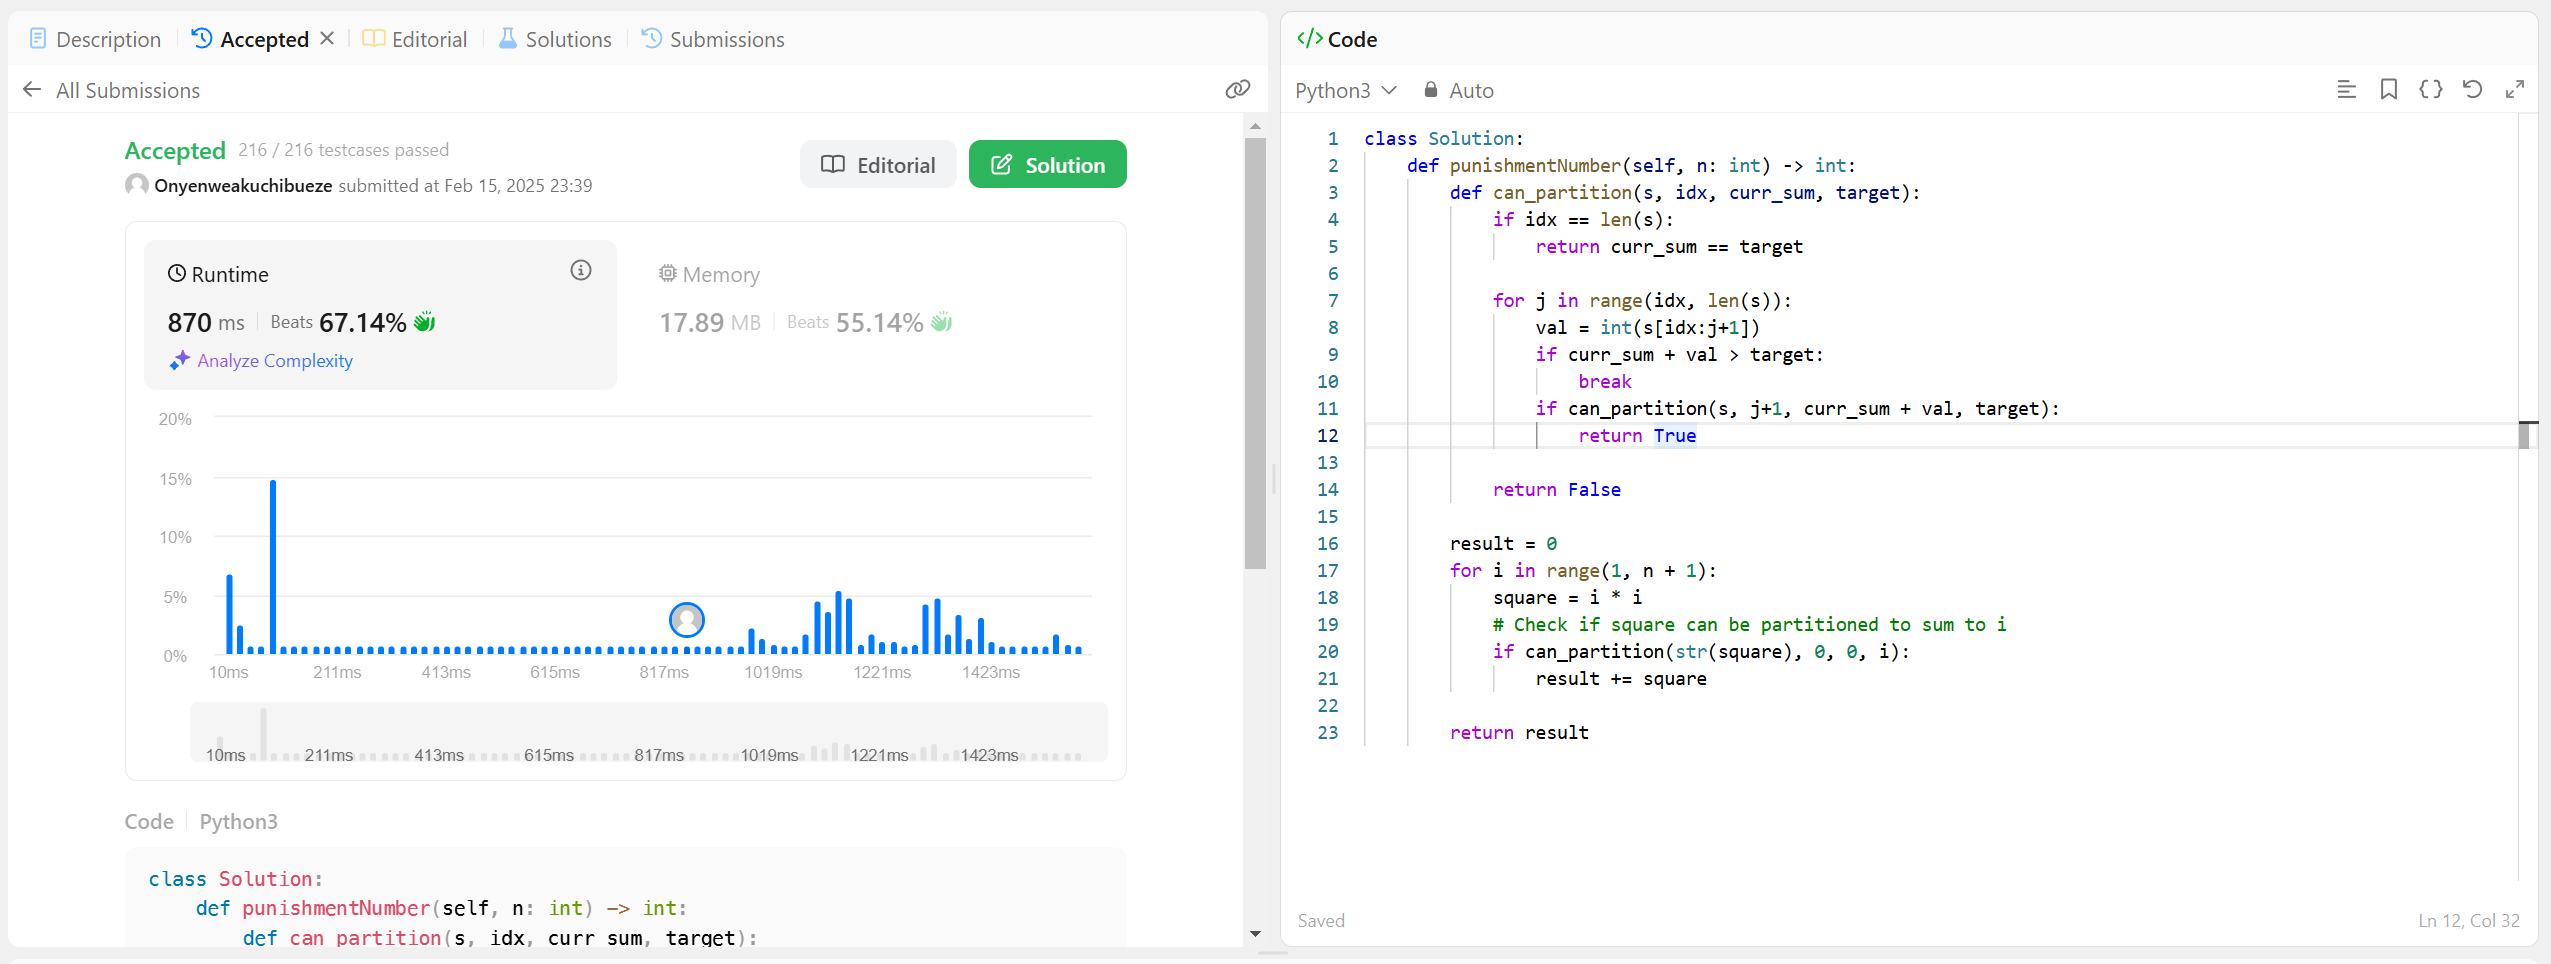 Description
Accepted
Editorial
Solutions
Submissions
All Submissions
Accepted 216 / 216 testcases passed
Onyenweakuchibueze submitted at Feb 15, 2025 23:39
Editorial
Solution
Runtime
870 ms Beats 67.14%
Analyze Complexity
Memory
17.89 MB Beats 55.14%
20%
15%
10%
5%
0%
10ms 211ms 413ms 615ms 817ms 1019ms 1221ms 1423ms
10ms 211ms 413ms 615ms 817ms 1019ms 1221ms 1423ms
Code Python3
class Solution:
    def punishmentNumber(self, n: int) -> int:
        def can_partition(s, idx, curr_sum, target):
</> Code
Python3 Auto
1 class Solution:
2     def punishmentNumber(self, n: int) -> int:
3         def can_partition(s, idx, curr_sum, target):
4             if idx == len(s):
5                 return curr_sum == target
6
7             for j in range(idx, len(s)):
8                 val = int(s[idx:j+1])
9                 if curr_sum + val > target:
10                     break
11                 if can_partition(s, j+1, curr_sum + val, target):
12                     return True
13
14             return False
15
16         result = 0
17         for i in range(1, n + 1):
18             square = i * i
19             # Check if square can be partitioned to sum to i
20             if can_partition(str(square), 0, 0, i):
21                 result += square
22
23         return result
Saved
Ln 12, Col 32